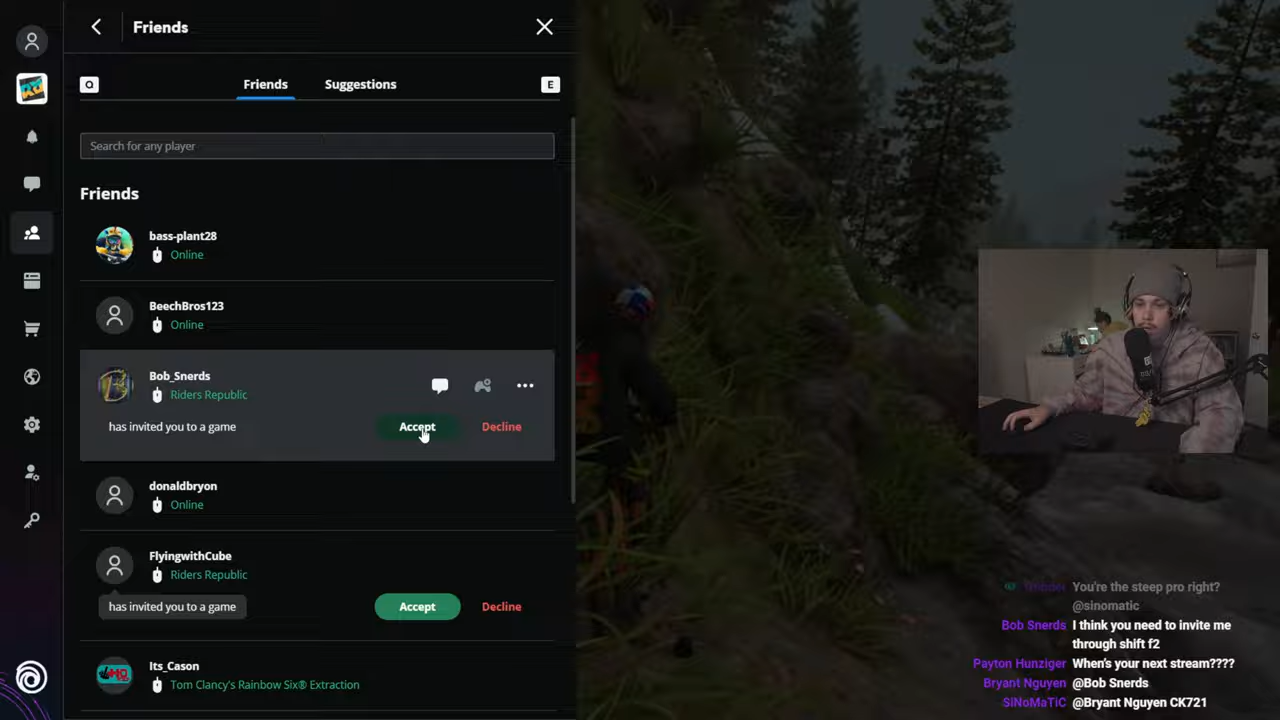 Friends
Q
Friends
Suggestions
E
Search for any player
Friends
bass-plant28
Online
BeechBros123
Online
Bob_Snerds
Riders Republic
has invited you to a game
Accept
Decline
donaldbryon
Online
FlyingwithCube
Riders Republic
has invited you to a game
Accept
Decline
Its_Cason
Tom Clancy's Rainbow Six® Extraction
You're the steep pro right?
@sinomatic
Bob Snerds I think you need to invite me
through shift f2
Payton Hunziger When's your next stream????
Bryant Nguyen @Bob Snerds
SiNoMaTiC @Bryant Nguyen CK721